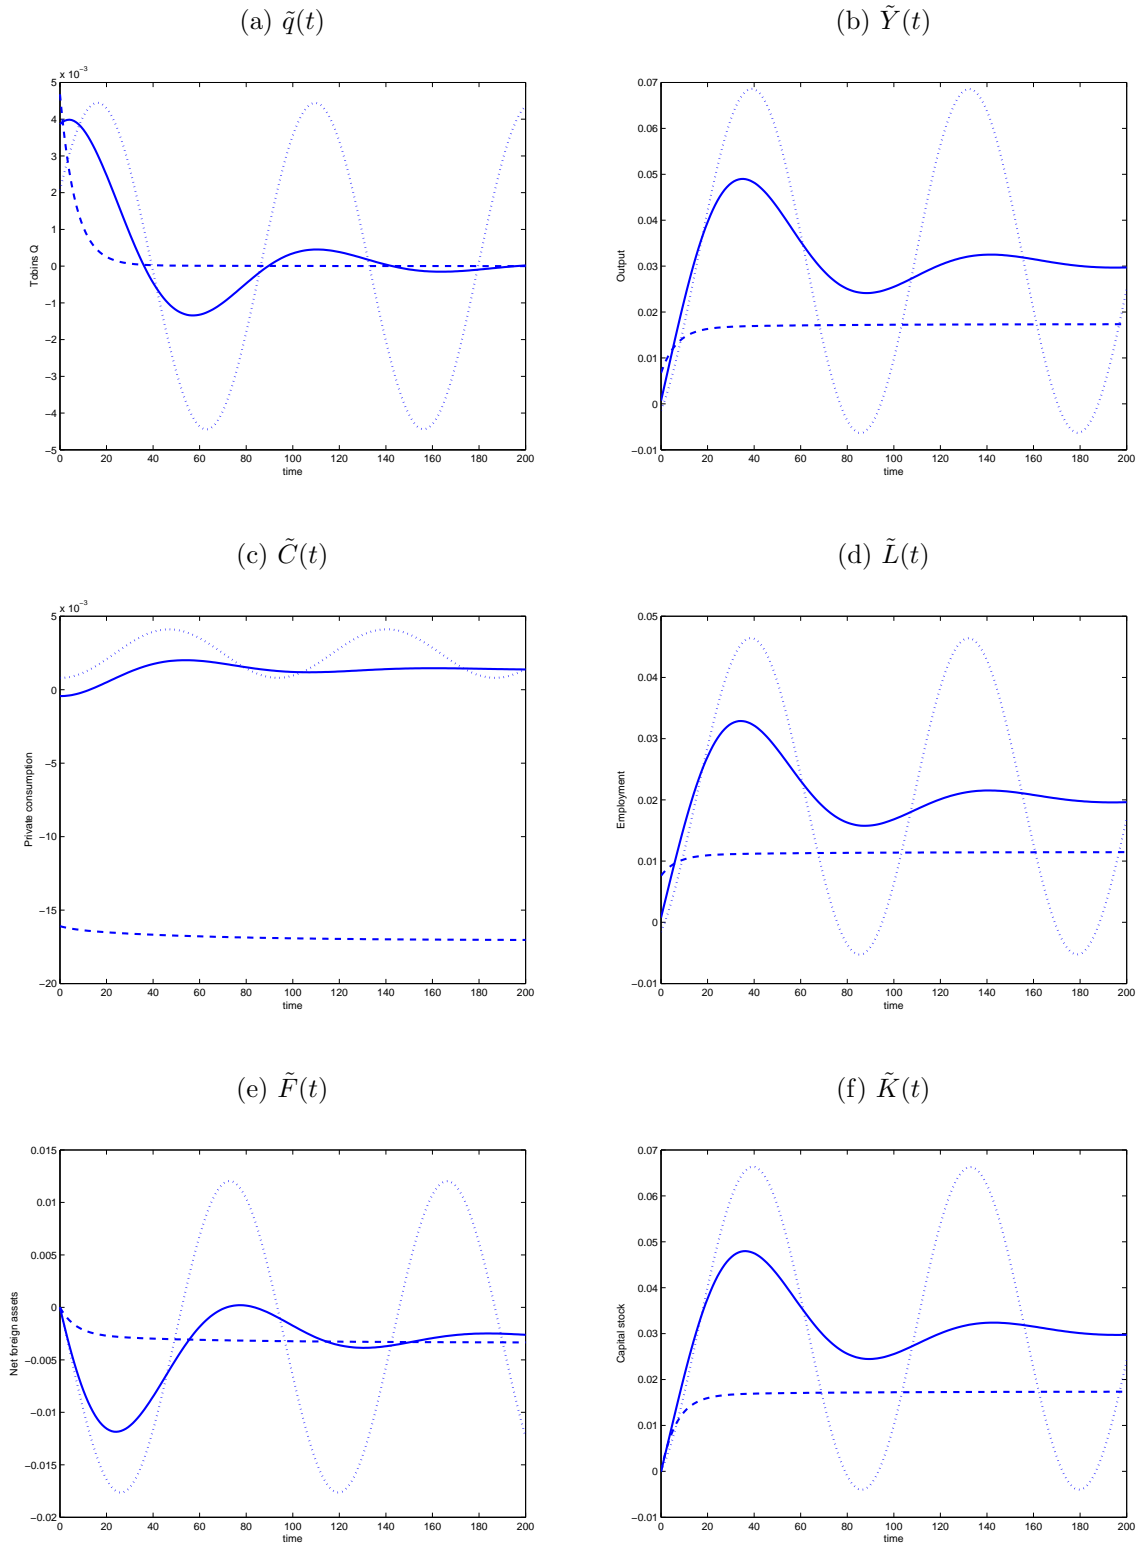 (a) q̃(t)
x 10⁻³
5
4
3
2
1
0
−1
−2
−3
−4
−5
Tobins Q
0 20 40 60 80 100 120 140 160 180 200
time
(b) Ỹ(t)
0.07
0.06
0.05
0.04
0.03
0.02
0.01
0
−0.01
Output
0 20 40 60 80 100 120 140 160 180 200
time
(c) C̃(t)
x 10⁻³
5
0
−5
−10
−15
−20
Private consumption
0 20 40 60 80 100 120 140 160 180 200
time
(d) L̃(t)
0.05
0.04
0.03
0.02
0.01
0
−0.01
Employment
0 20 40 60 80 100 120 140 160 180 200
time
(e) F̃(t)
0.015
0.01
0.005
0
−0.005
−0.01
−0.015
−0.02
Net foreign assets
0 20 40 60 80 100 120 140 160 180 200
time
(f) K̃(t)
0.07
0.06
0.05
0.04
0.03
0.02
0.01
0
−0.01
Capital stock
0 20 40 60 80 100 120 140 160 180 200
time